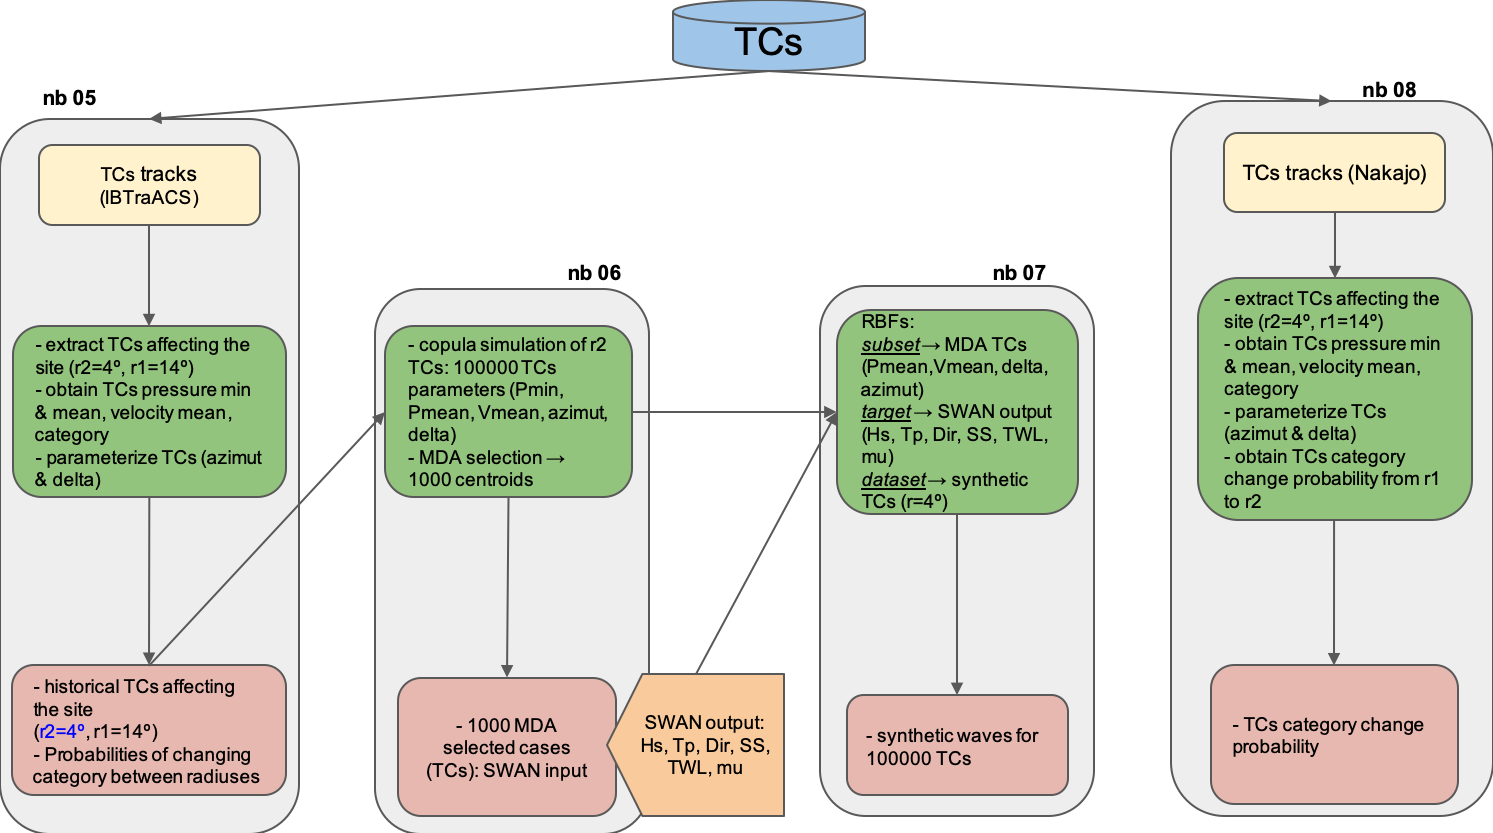 TCs
nb 05
TCs tracks
(IBTraACS)
- extract TCs affecting the
site (r2=4º, r1=14º)
- obtain TCs pressure min
& mean, velocity mean,
category
- parameterize TCs (azimut
& delta)
- historical TCs affecting
the site
(r2=4º, r1=14º)
- Probabilities of changing
category between radiuses
nb 06
- copula simulation of r2
TCs: 100000 TCs
parameters (Pmin,
Pmean, Vmean, azimut,
delta)
- MDA selection →
1000 centroids
- 1000 MDA
selected cases
(TCs): SWAN input
SWAN output:
Hs, Tp, Dir, SS,
TWL, mu
nb 07
RBFs:
subset→ MDA TCs
(Pmean,Vmean, delta,
azimut)
target→ SWAN output
(Hs, Tp, Dir, SS, TWL,
mu)
dataset→ synthetic
TCs (r=4º)
- synthetic waves for
100000 TCs
nb 08
TCs tracks (Nakajo)
- extract TCs affecting the
site (r2=4º, r1=14º)
- obtain TCs pressure min
& mean, velocity mean,
category
- parameterize TCs
(azimut & delta)
- obtain TCs category
change probability from r1
to r2
- TCs category change
probability